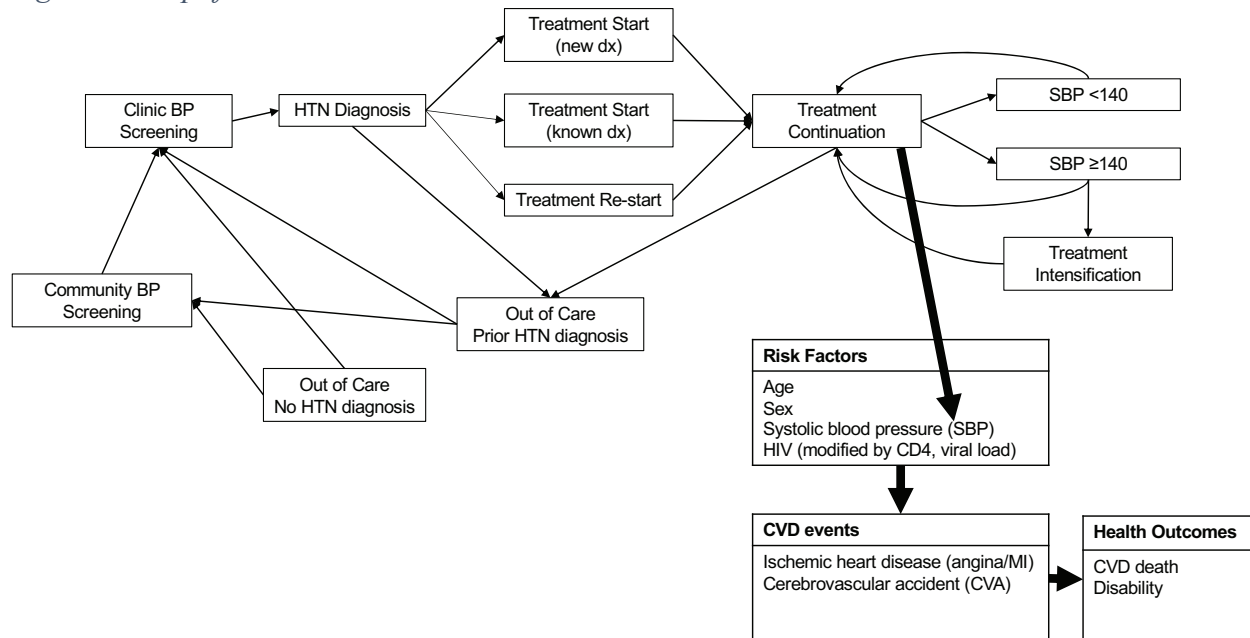 Treatment Start
(new dx)
Clinic BP
Screening
HTN Diagnosis
Treatment Start
(known dx)
Treatment
Continuation
SBP <140
SBP ≥140
Treatment Re-start
Treatment
Intensification
Community BP
Screening
Out of Care
Prior HTN diagnosis
Out of Care
No HTN diagnosis
Risk Factors
Age
Sex
Systolic blood pressure (SBP)
HIV (modified by CD4, viral load)
CVD events
Ischemic heart disease (angina/MI)
Cerebrovascular accident (CVA)
Health Outcomes
CVD death
Disability